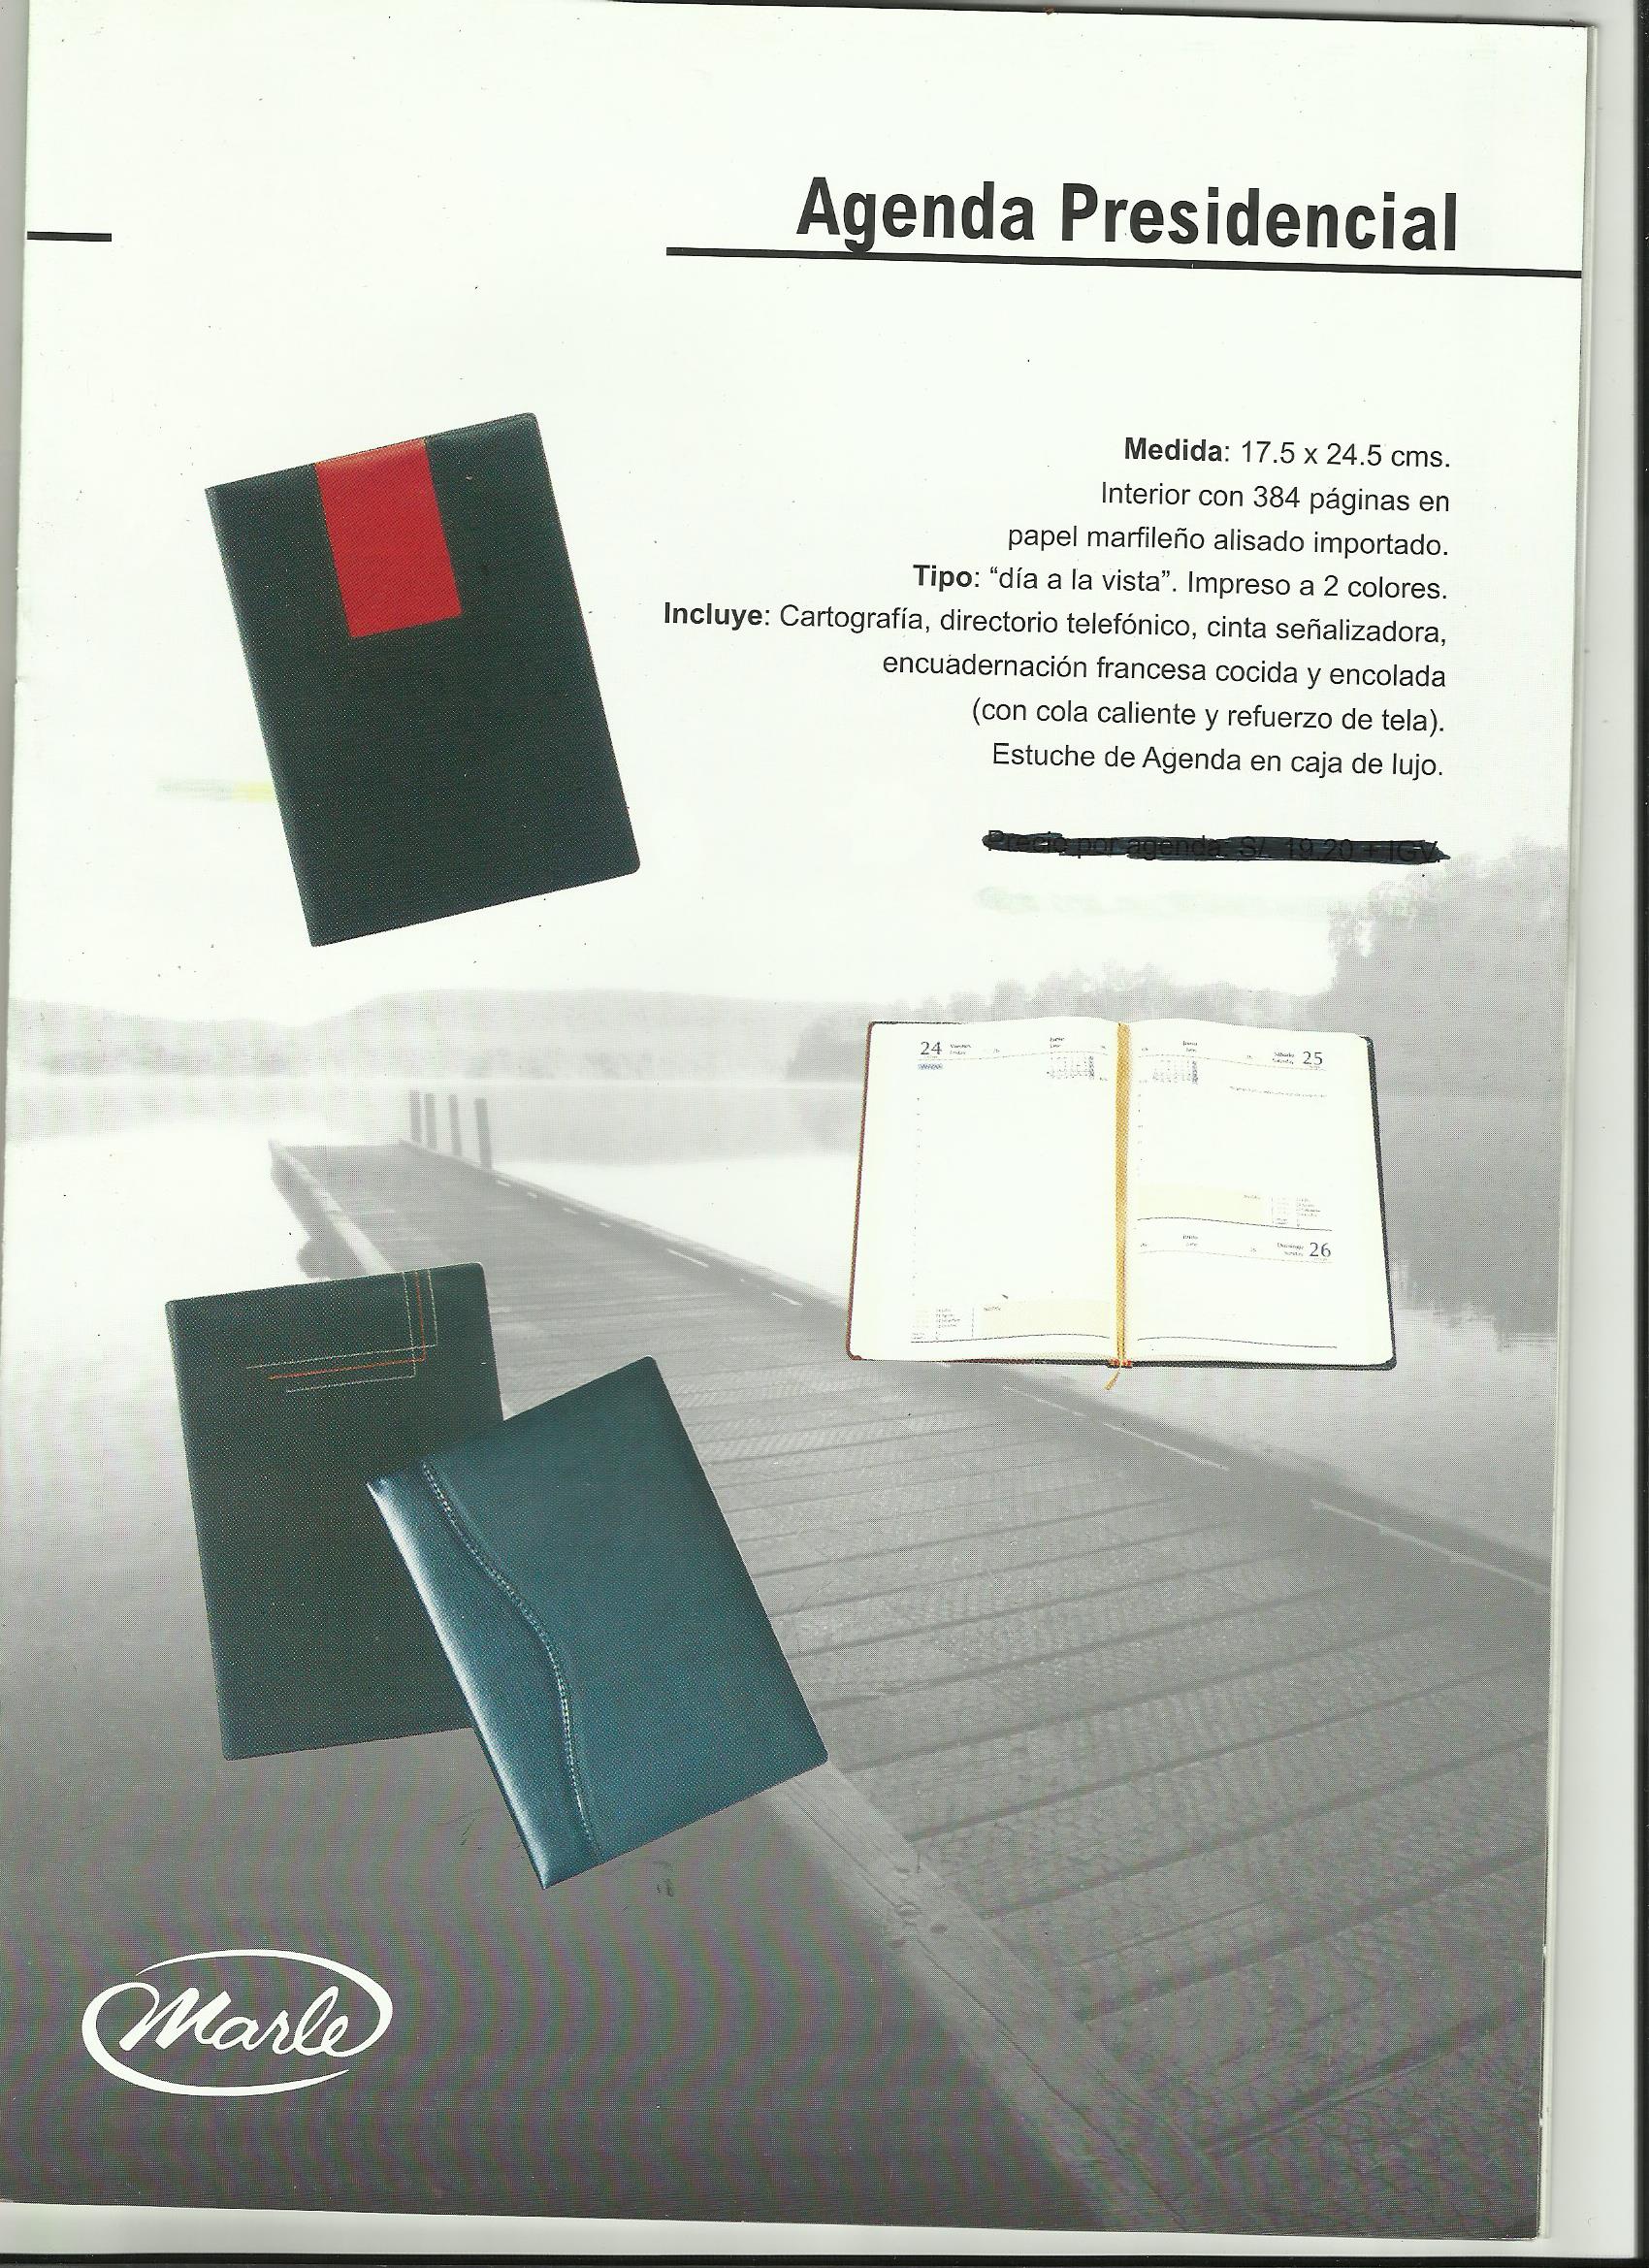 Agenda Presidencial
Medida: 17.5 x 24.5 cms.
Interior con 384 páginas en
papel marfileño alisado importado.
Tipo: “día a la vista”. Impreso a 2 colores.
Incluye: Cartografía, directorio telefónico, cinta señalizadora,
encuadernación francesa cocida y encolada
(con cola caliente y refuerzo de tela).
Estuche de Agenda en caja de lujo.
Precio por agenda: S/. 19.20 + IGV.
24
25
26
Marle